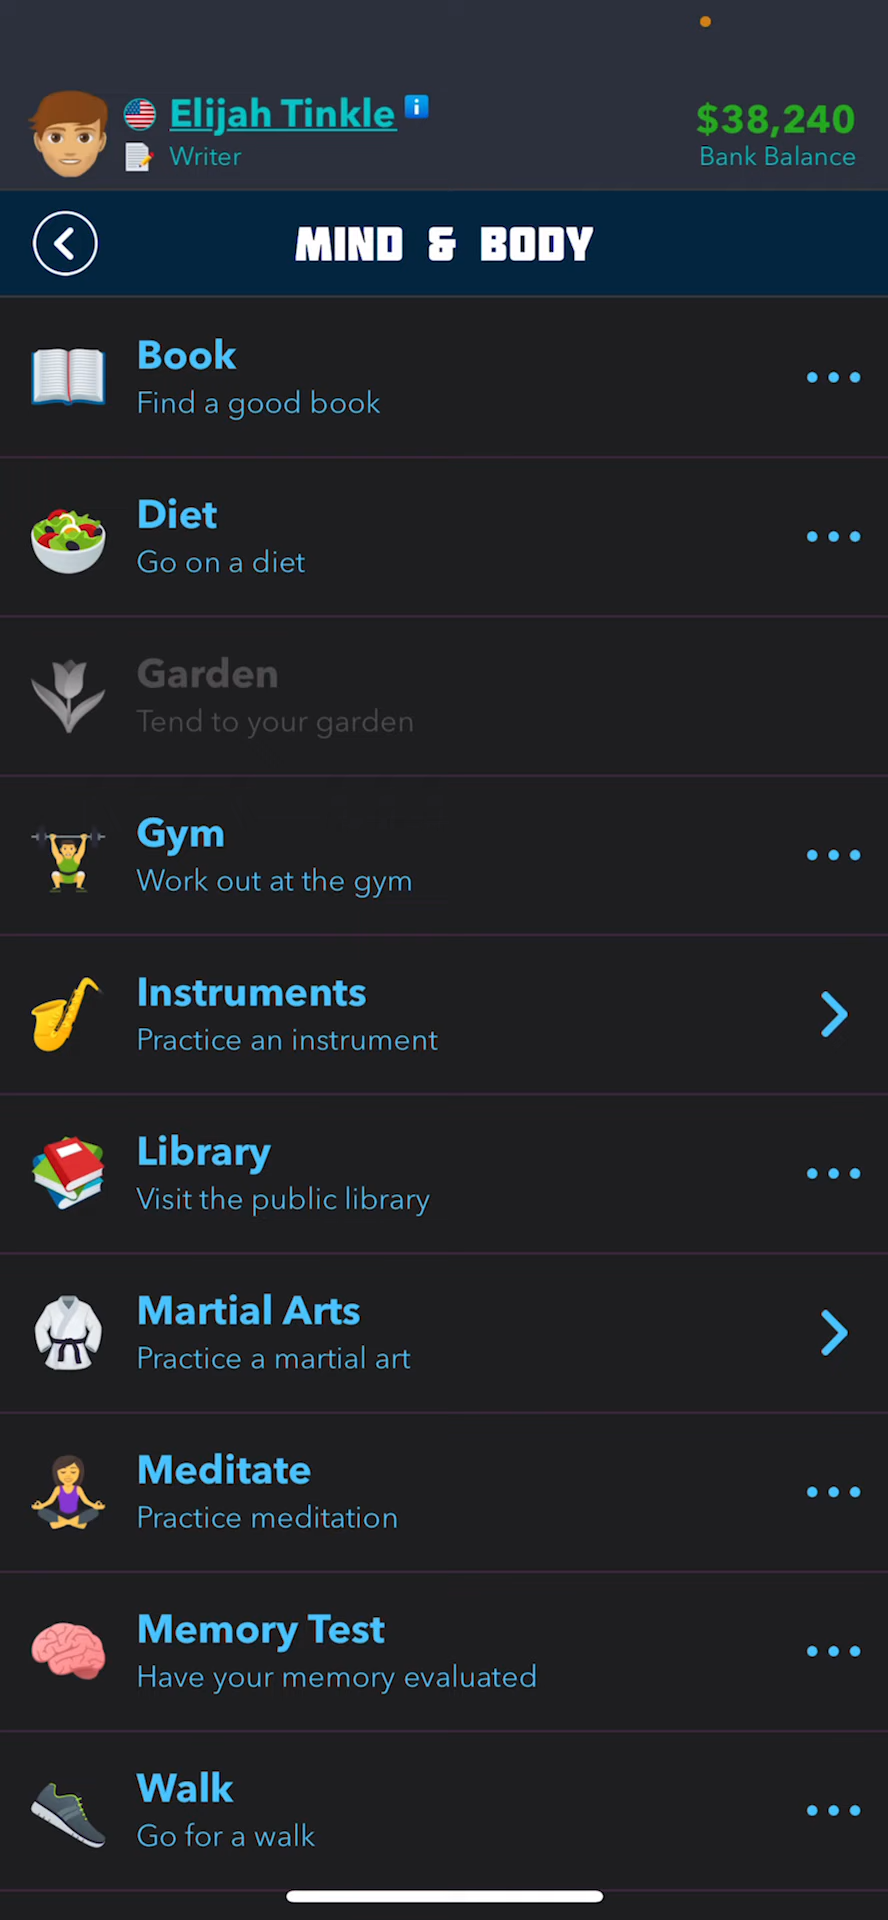 Elijah Tinkle
$38,240
Writer
Bank Balance
MIND & BODY
Book
Find a good book
Diet
Go on a diet
Garden
Tend to your garden
Gym
Work out at the gym
Instruments
Practice an instrument
Library
Visit the public library
Martial Arts
Practice a martial art
Meditate
Practice meditation
Memory Test
Have your memory evaluated
Walk
Go for a walk